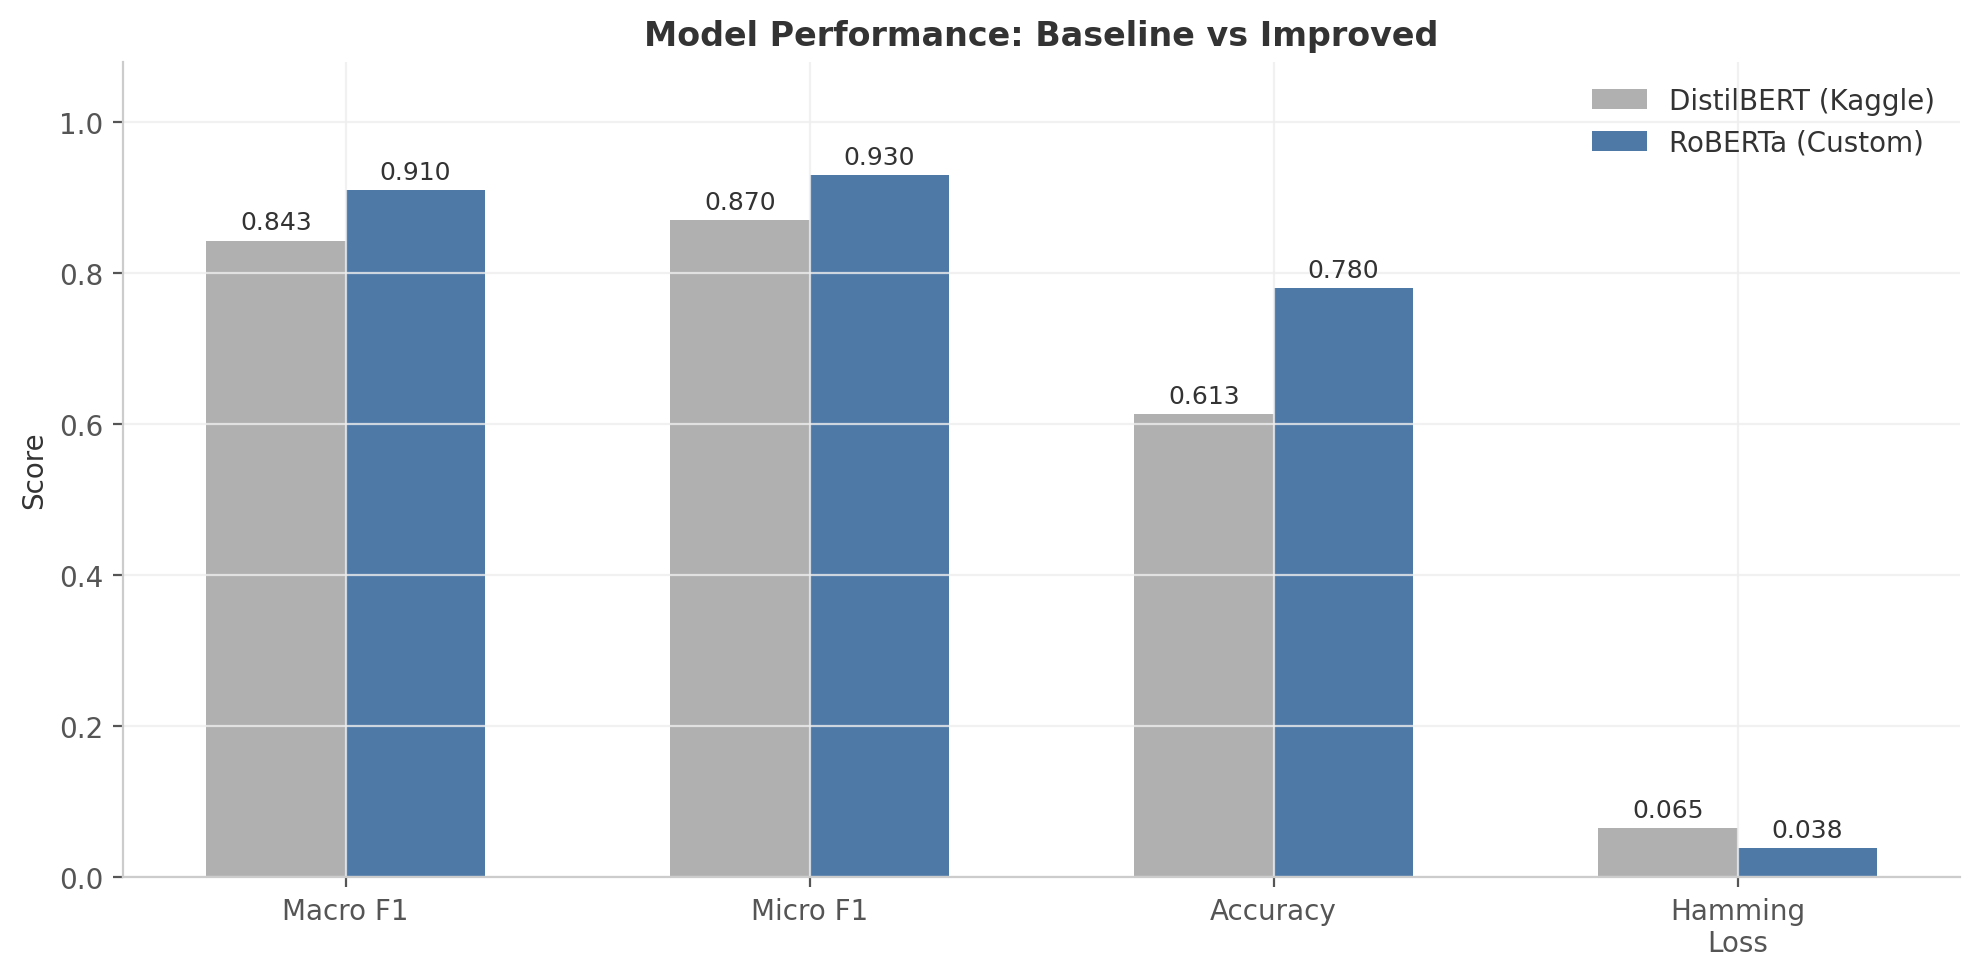 Model Performance: Baseline vs Improved
DistilBERT (Kaggle)
RoBERTa (Custom)
Score
1.0
0.8
0.6
0.4
0.2
0.0
0.843
0.910
0.870
0.930
0.613
0.780
0.065
0.038
Macro F1
Micro F1
Accuracy
Hamming
Loss